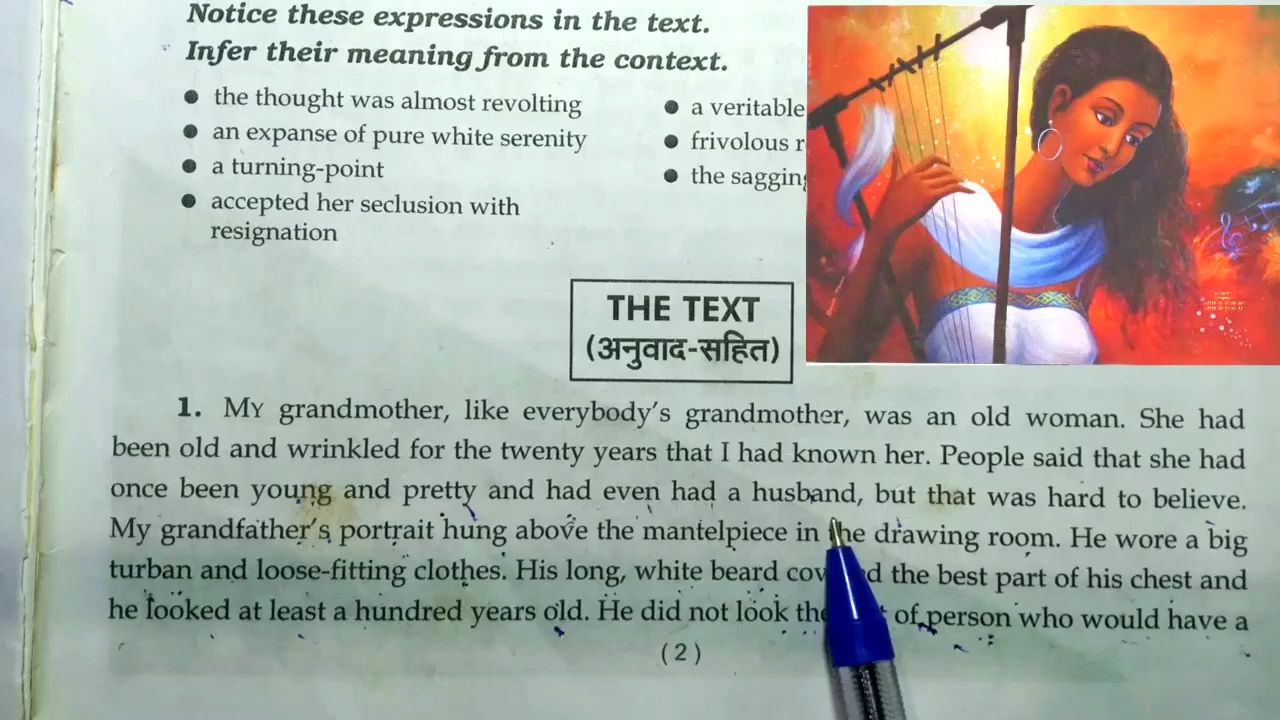 Notice these expressions in the text.
Infer their meaning from the context.
● the thought was almost revolting
● an expanse of pure white serenity
● a turning-point
● accepted her seclusion with
resignation
● a veritable
● frivolous
● the sagging
THE TEXT
(अनुवाद-सहित)
1. My grandmother, like everybody's grandmother, was an old woman. She had
been old and wrinkled for the twenty years that I had known her. People said that she had
once been young and pretty and had even had a husband, but that was hard to believe.
My grandfather's portrait hung above the mantelpiece in the drawing room. He wore a big
turban and loose-fitting clothes. His long, white beard the best part of his chest and
he looked at least a hundred years old. He did not look of person who would have a
(2)